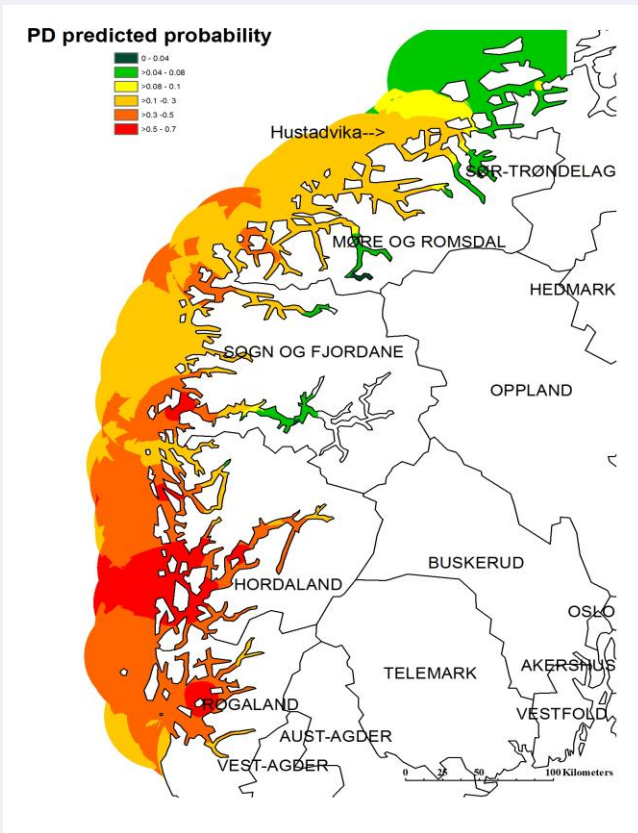 PD predicted probability
0 - 0.04
>0.04 - 0.08
>0.08 - 0.1
>0.1 -0. 3
>0.3 -0.5
>0.5 - 0.7
Hustadvika-->
SØR-TRØNDELAG
MØRE OG ROMSDAL
HEDMARK
SOGN OG FJORDANE
OPPLAND
BUSKERUD
HORDALAND
OSLO
AKERSHUS
TELEMARK
ROGALAND
VESTFOLD
AUST-AGDER
VEST-AGDER
0 25 50 100 Kilometers